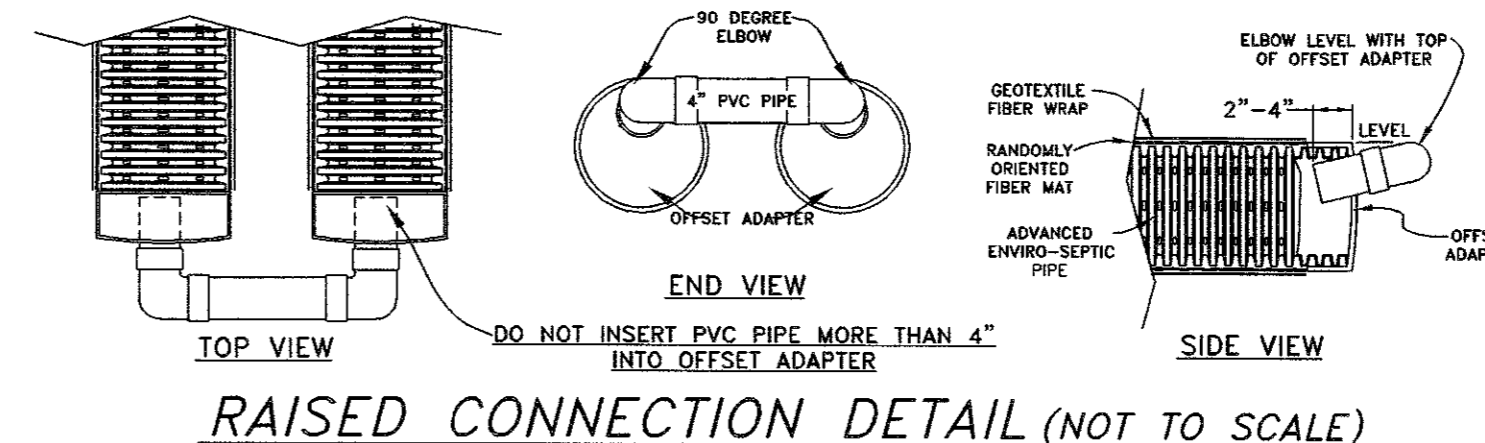 90 DEGREE
ELBOW
4" PVC PIPE
OFFSET ADAPTER
END VIEW
TOP VIEW
DO NOT INSERT PVC PIPE MORE THAN 4"
INTO OFFSET ADAPTER
ELBOW LEVEL WITH TOP
OF OFFSET ADAPTER
GEOTEXTILE
FIBER WRAP
2"-4"
LEVEL
RANDOMLY
ORIENTED
FIBER MAT
ADVANCED
ENVIRO-SEPTIC
PIPE
OFFS
ADAP
SIDE VIEW
RAISED CONNECTION DETAIL (NOT TO SCALE)